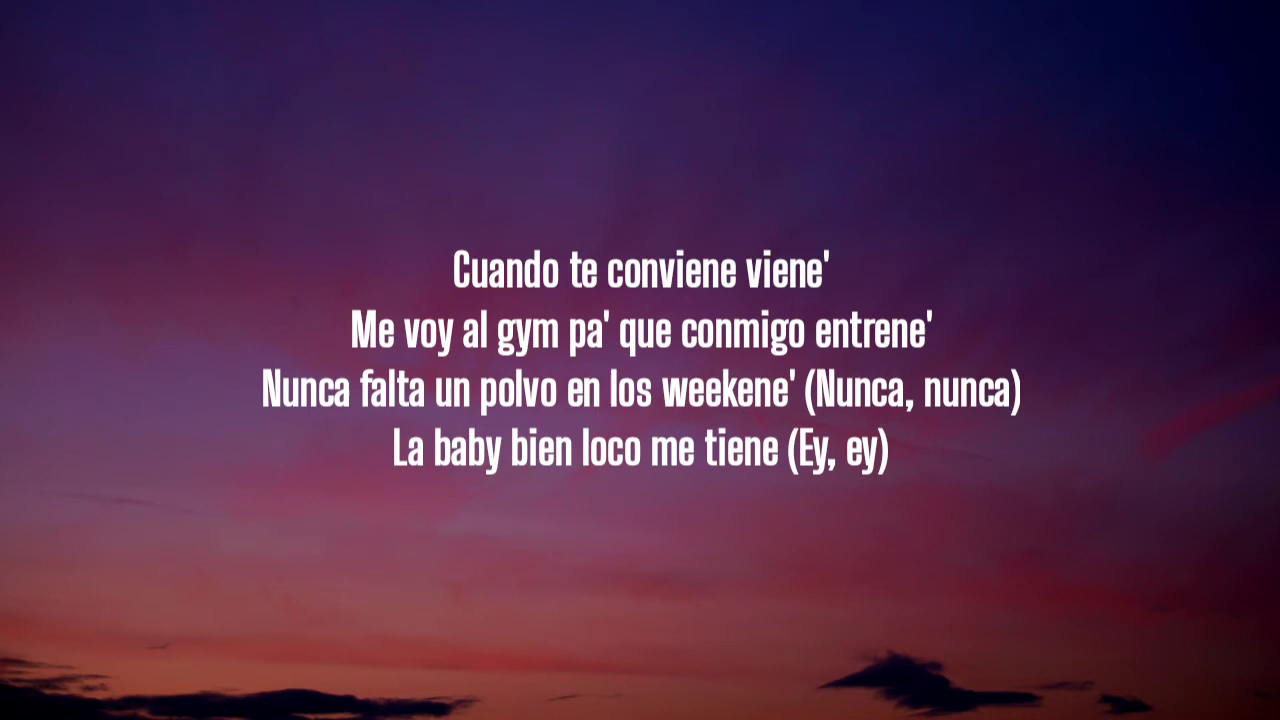 Cuando te conviene viene'
Me voy al gym pa' que conmigo entrene'
Nunca falta un polvo en los weekene' (Nunca, nunca)
La baby bien loco me tiene (Ey, ey)